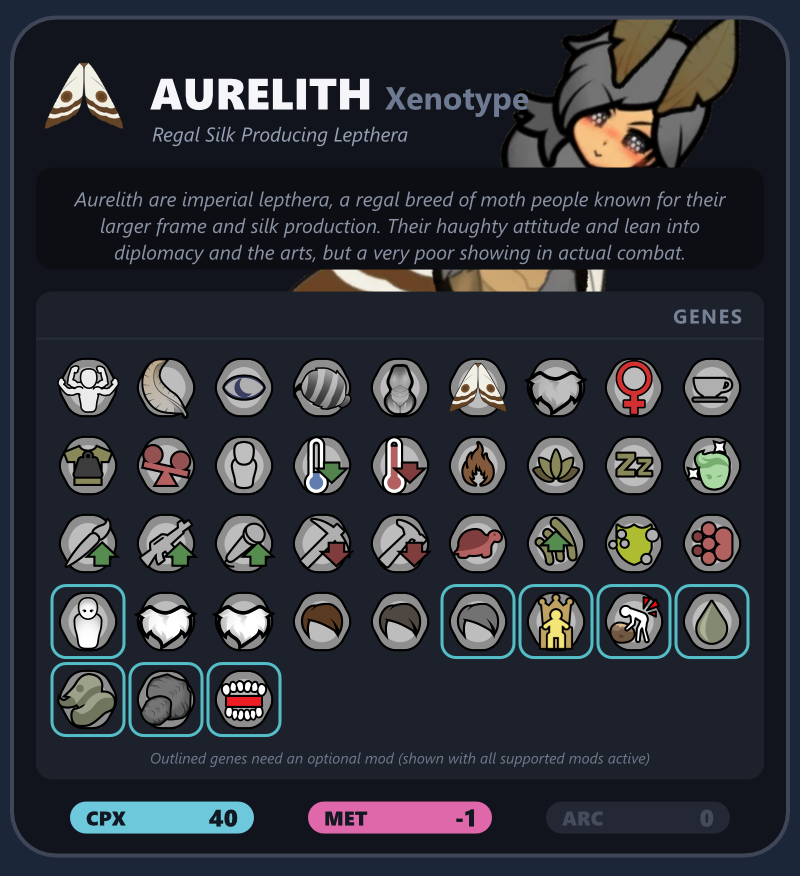 AURELITH Xenotype
Regal Silk Producing Lepthera
Aurelith are imperial lepthera, a regal breed of moth people known for their
larger frame and silk production. Their haughty attitude and lean into
diplomacy and the arts, but a very poor showing in actual combat.
GENES
Zz
Outlined genes need an optional mod (shown with all supported mods active)
CPX 40 MET -1 ARC 0